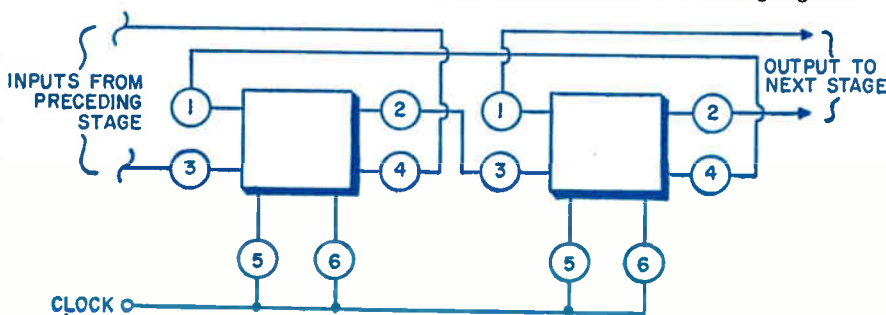 INPUTS FROM
PRECEDING
STAGE
OUTPUT TO
NEXT STAGE
1
2
3
4
5
6
1
2
3
4
5
6
CLOCK